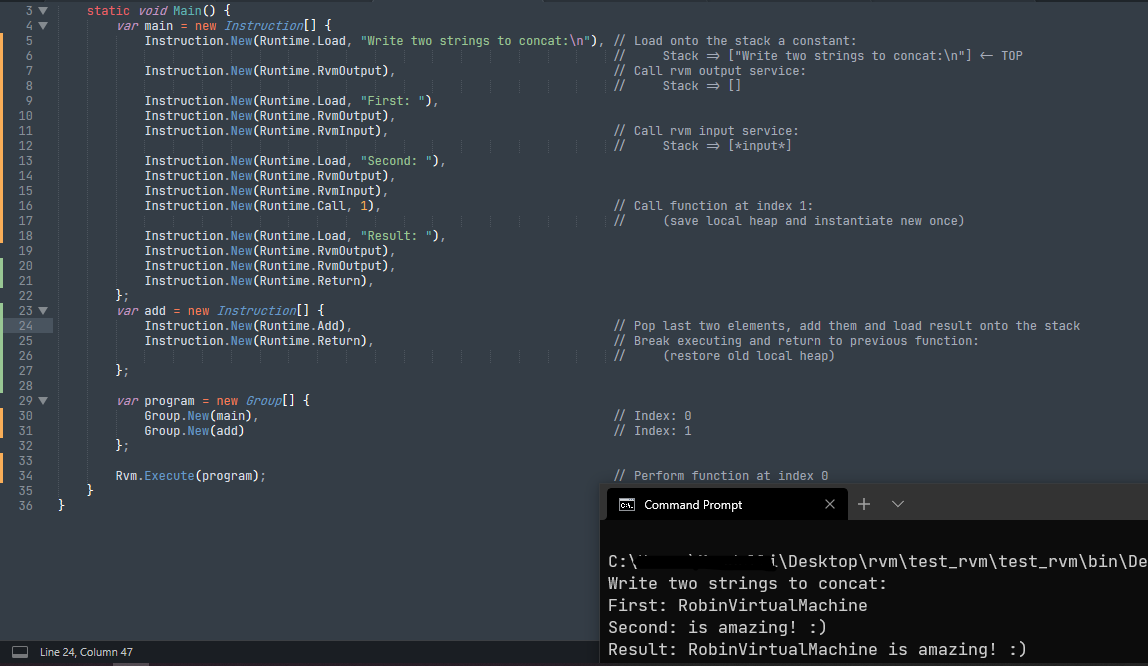 3 static void Main() {
4 var main = new Instruction[] {
5 Instruction.New(Runtime.Load, "Write two strings to concat:\n"), // Load onto the stack a constant:
6 // Stack => ["Write two strings to concat:\n"] <- TOP
7 Instruction.New(Runtime.RvmOutput), // Call rvm output service:
8 // Stack => []
9 Instruction.New(Runtime.Load, "First: "),
10 Instruction.New(Runtime.RvmOutput),
11 Instruction.New(Runtime.RvmInput), // Call rvm input service:
12 // Stack => [*input*]
13 Instruction.New(Runtime.Load, "Second: "),
14 Instruction.New(Runtime.RvmOutput),
15 Instruction.New(Runtime.RvmInput),
16 Instruction.New(Runtime.Call, 1), // Call function at index 1:
17 // (save local heap and instantiate new once)
18 Instruction.New(Runtime.Load, "Result: "),
19 Instruction.New(Runtime.RvmOutput),
20 Instruction.New(Runtime.RvmOutput),
21 Instruction.New(Runtime.Return),
22 };
23 var add = new Instruction[] {
24 Instruction.New(Runtime.Add), // Pop last two elements, add them and load result onto the stack
25 Instruction.New(Runtime.Return), // Break executing and return to previous function:
26 // (restore old local heap)
27 };
28
29 var program = new Group[] {
30 Group.New(main), // Index: 0
31 Group.New(add) // Index: 1
32 };
33
34 Rvm.Execute(program); // Perform function at index 0
35 }
36 }
Command Prompt
C:\ i\Desktop\rvm\test_rvm\test_rvm\bin\De
Write two strings to concat:
First: RobinVirtualMachine
Second: is amazing! :)
Result: RobinVirtualMachine is amazing! :)
Line 24, Column 47